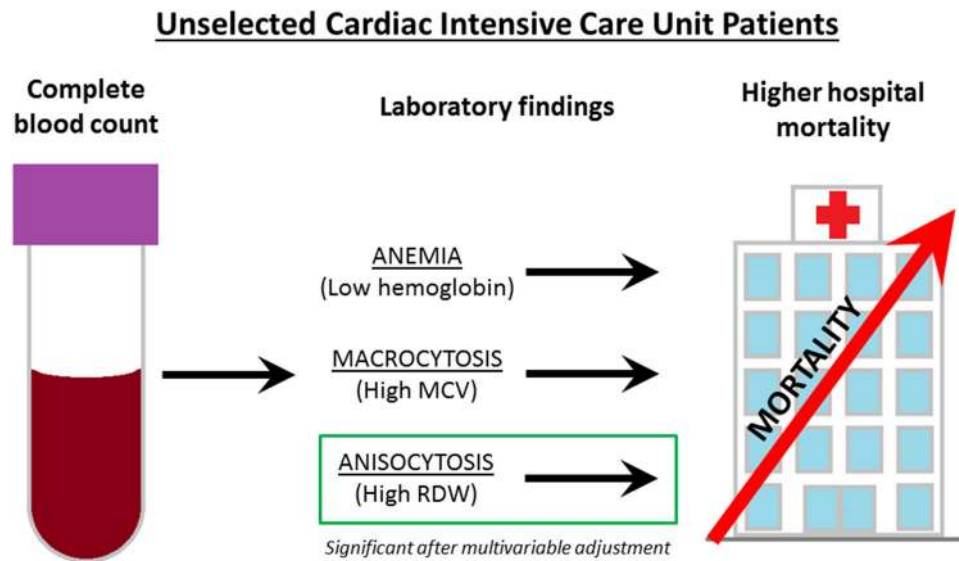 Unselected Cardiac Intensive Care Unit Patients
Complete
blood count
Laboratory findings
Higher hospital
mortality
ANEMIA
(Low hemoglobin)
MACROCYTOSIS
(High MCV)
ANISOCYTOSIS
(High RDW)
Significant after multivariable adjustment
MORTALITY